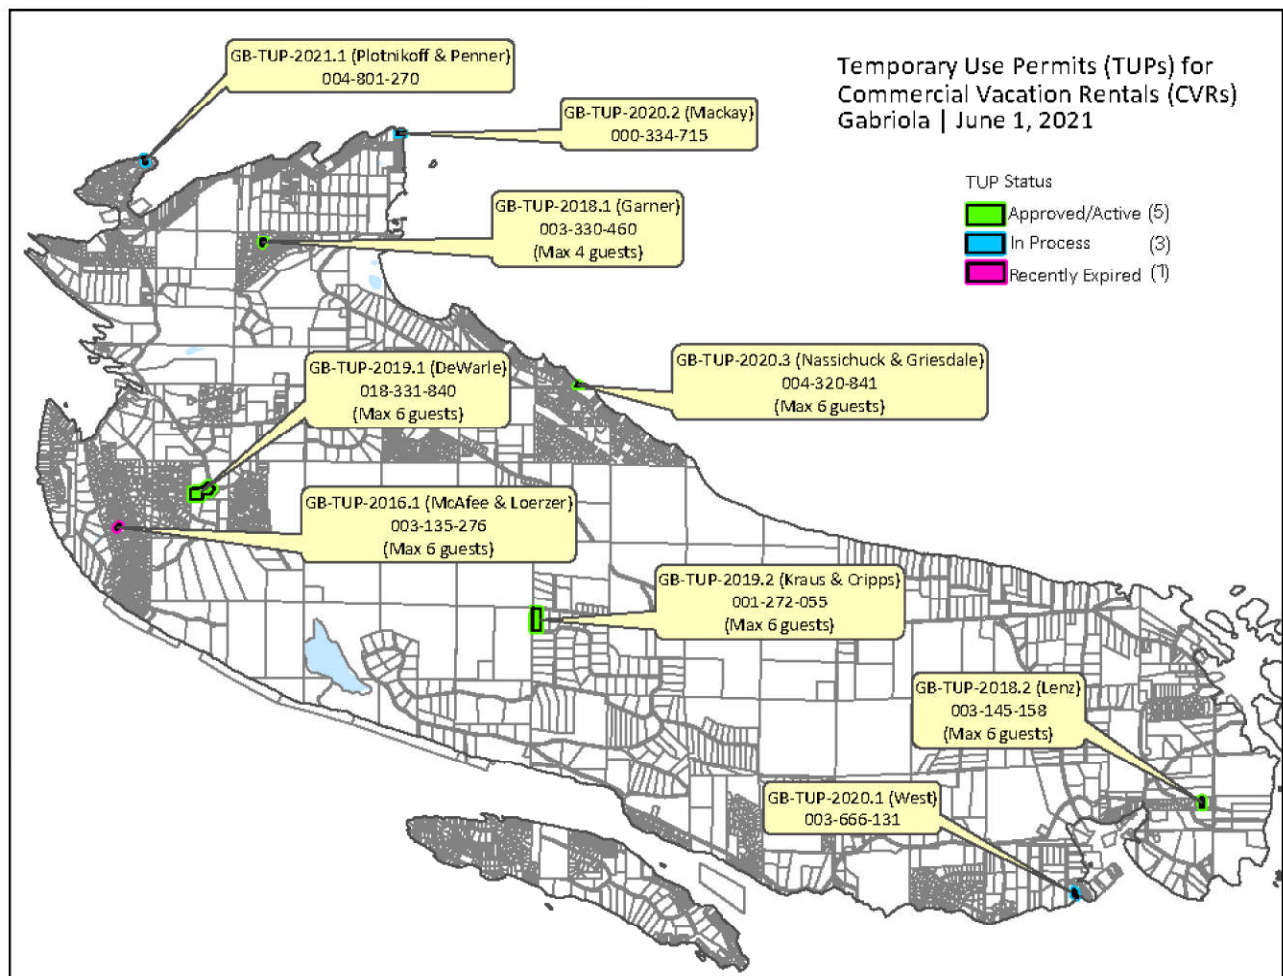 GB-TUP-2021.1 (Plotnikoff & Penner)
004-801-270
Temporary Use Permits (TUPs) for
Commercial Vacation Rentals (CVRs)
Gabriola | June 1, 2021
GB-TUP-2020.2 (Mackay)
000-334-715
TUP Status
Approved/Active (5)
In Process (3)
Recently Expired (1)
GB-TUP-2018.1 (Garner)
003-330-460
(Max 4 guests)
GB-TUP-2020.3 (Nassichuck & Griesdale)
004-320-841
(Max 6 guests)
GB-TUP-2019.1 (DeWarle)
018-331-840
(Max 6 guests)
GB-TUP-2016.1 (McAfee & Loerzer)
003-135-276
(Max 6 guests)
GB-TUP-2019.2 (Kraus & Cripps)
001-272-055
(Max 6 guests)
GB-TUP-2018.2 (Lenz)
003-145-158
(Max 6 guests)
GB-TUP-2020.1 (West)
003-666-131